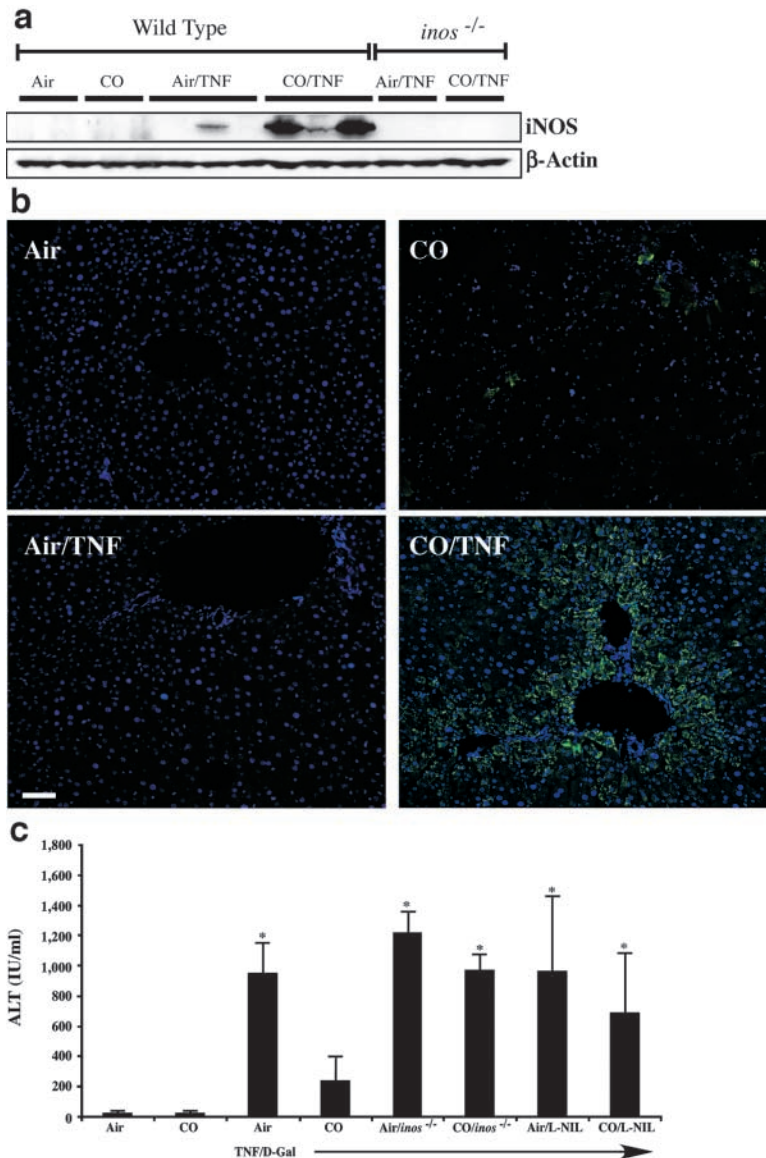 a
Wild Type inos -/-
Air CO Air/TNF CO/TNF Air/TNF CO/TNF
iNOS
β-Actin
b
Air CO
Air/TNF CO/TNF
c
ALT (IU/ml)
1,800
1,600
1,400
1,200
1,000
800
600
400
200
0
* * * * *
Air CO Air CO Air/inos -/- CO/inos -/- Air/L-NIL CO/L-NIL
TNF/D-Gal